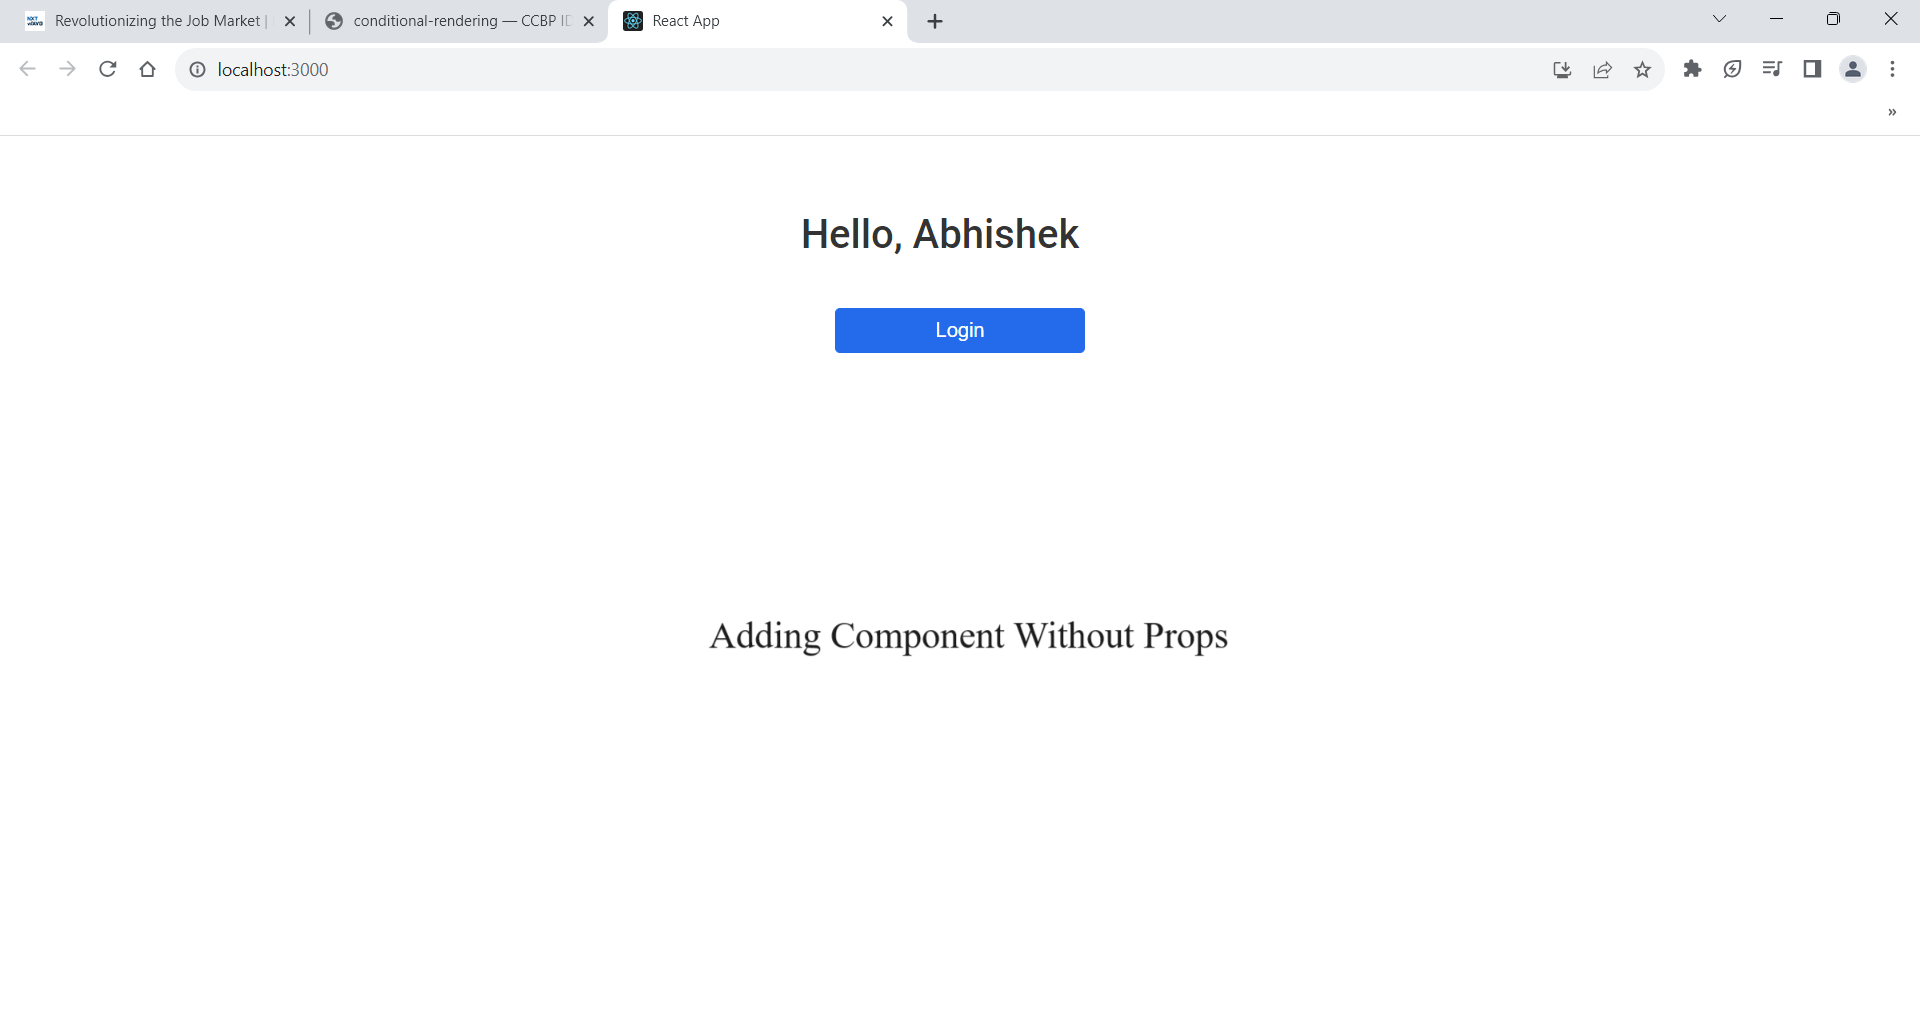 Revolutionizing the Job Market |
conditional-rendering — CCBP ID
React App
localhost:3000
Hello, Abhishek
Login
Adding Component Without Props